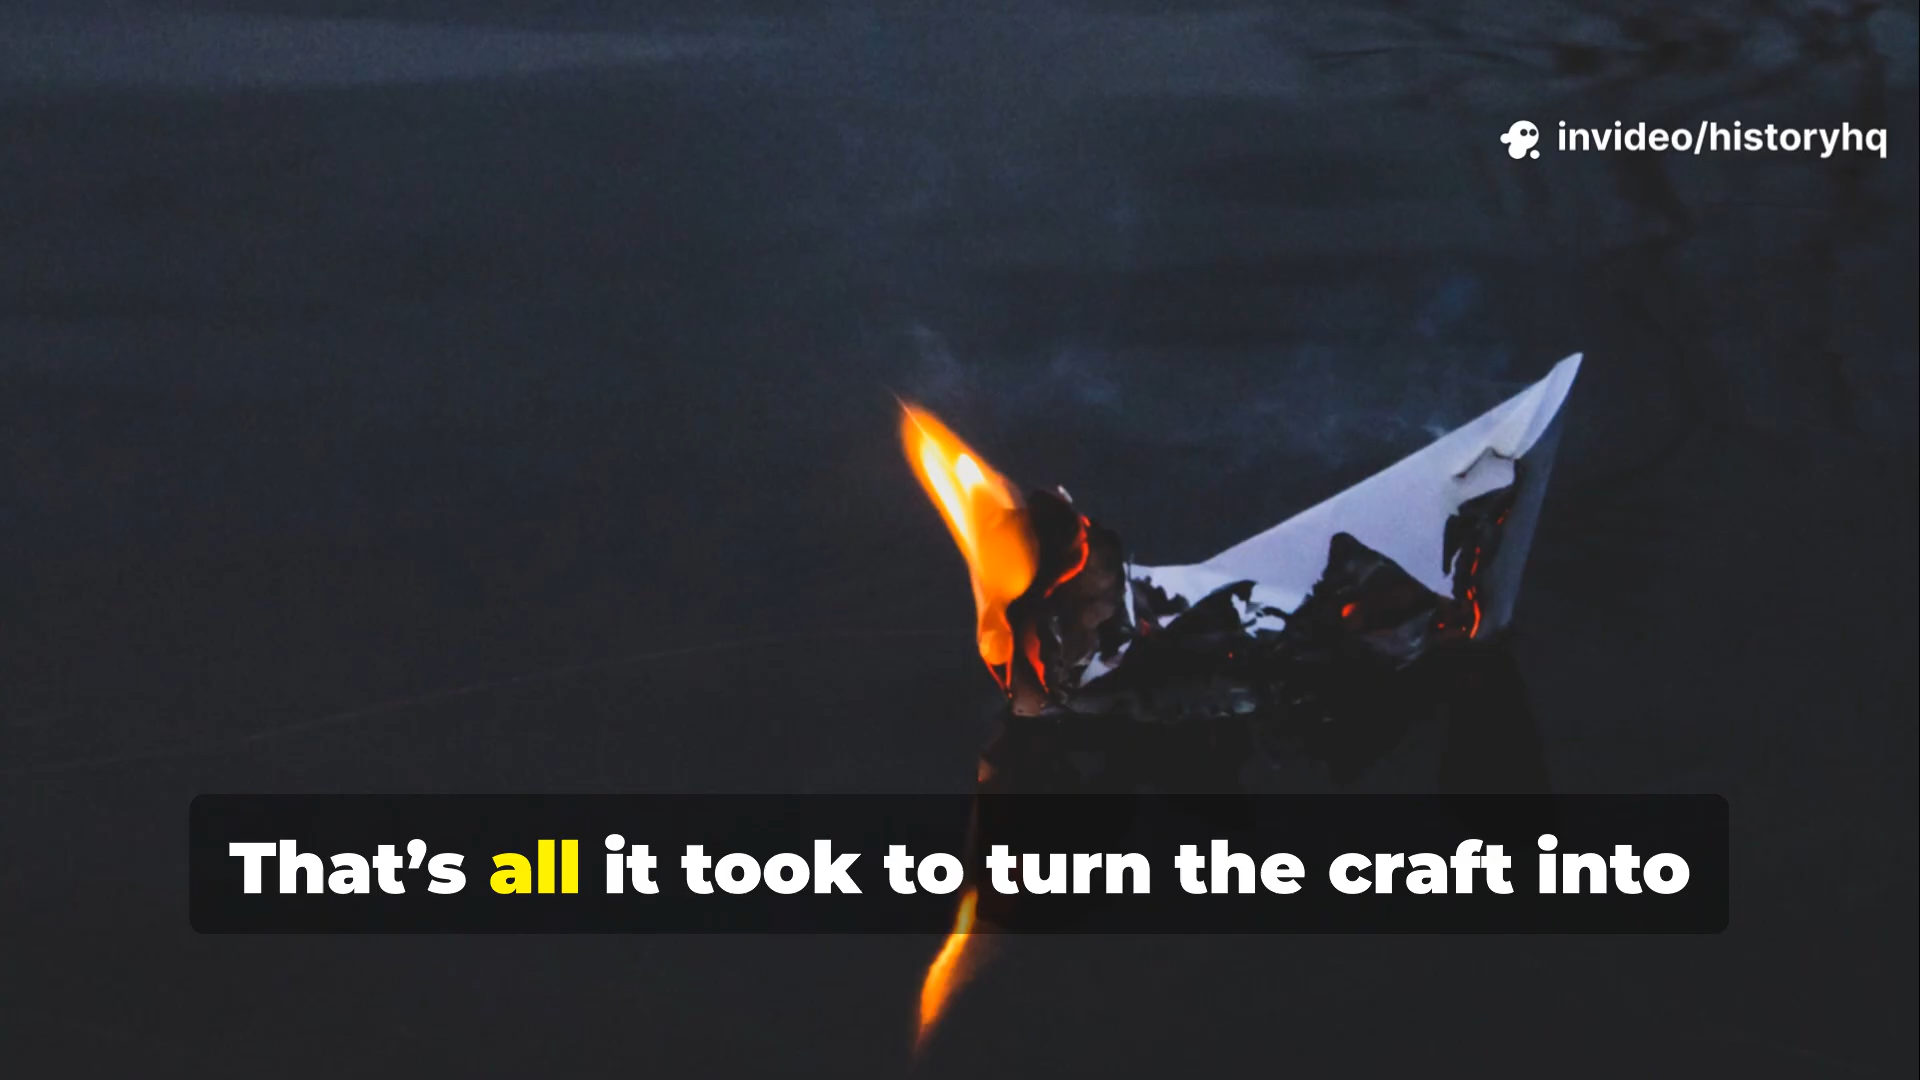 invideo/historyhq
That’s all it took to turn the craft into